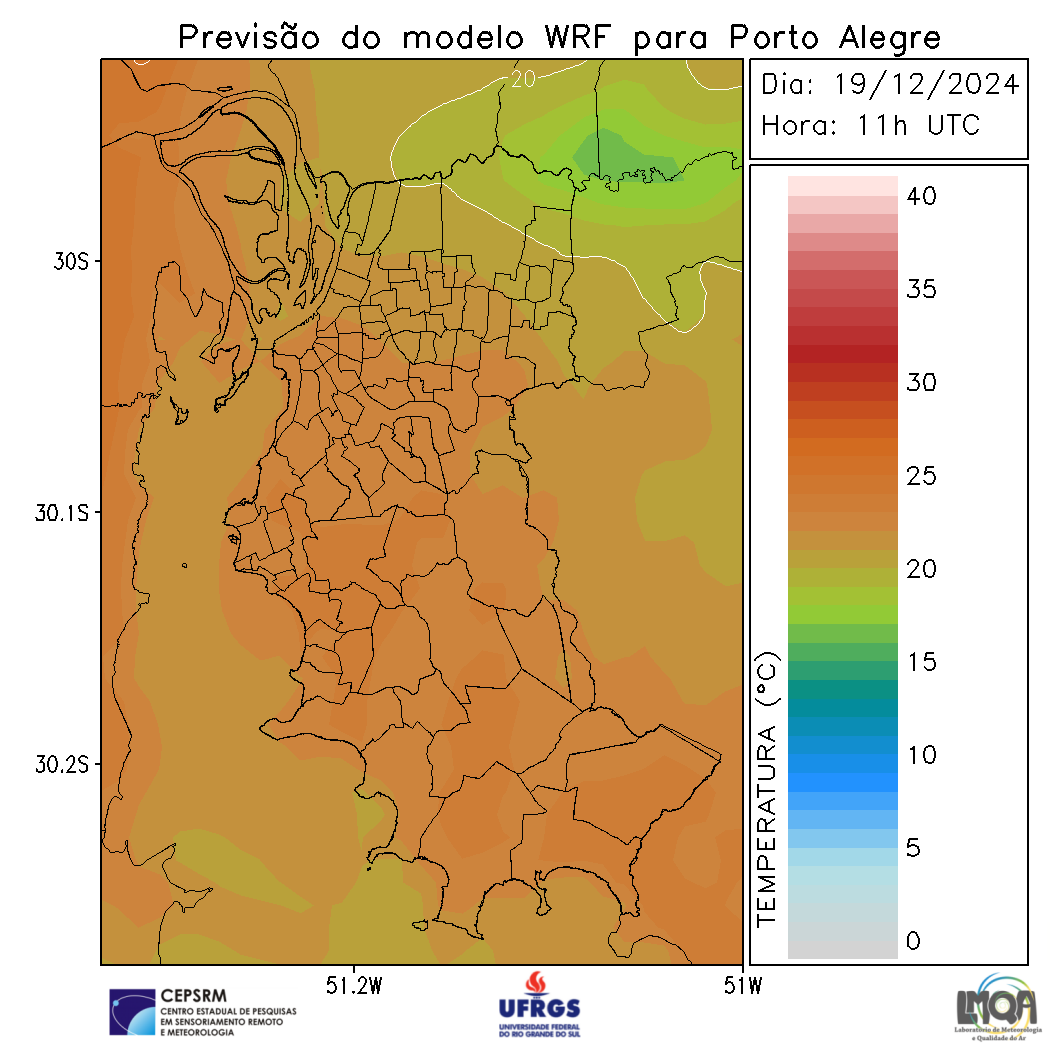 Previsão do modelo WRF para Porto Alegre
Dia: 19/12/2024
Hora: 11h UTC
20
30S
30.1S
30.2S
51.2W
51W
TEMPERATURA (°C)
40
35
30
25
20
15
10
5
0
CEPSRM
CENTRO ESTADUAL DE PESQUISAS
EM SENSORIAMENTO REMOTO
E METEOROLOGIA
UFRGS
UNIVERSIDADE FEDERAL
DO RIO GRANDE DO SUL
LMQA
Laboratório de Meteorologia
e Qualidade do Ar